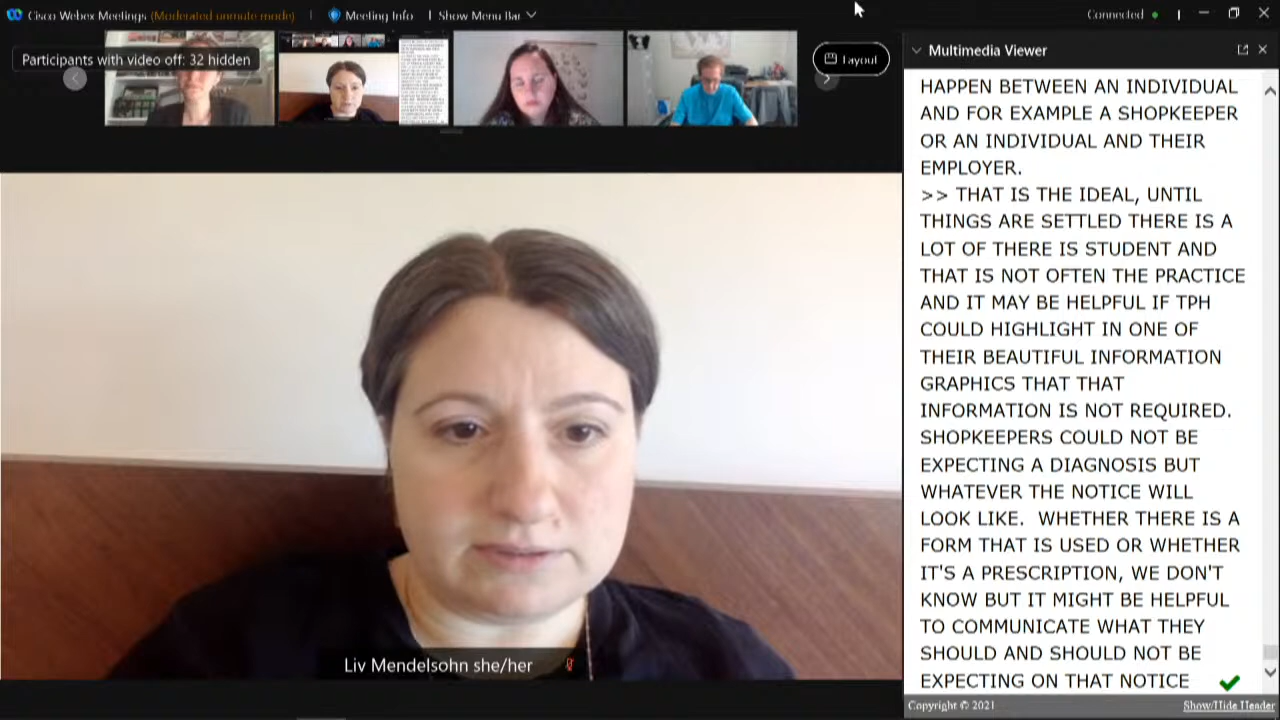 Cisco Webex Meetings (Moderated unmute mode) | Meeting Info | Show Menu Bar
Connected
Participants with video off: 32 hidden
Layout
Multimedia Viewer
HAPPEN BETWEEN AN INDIVIDUAL
AND FOR EXAMPLE A SHOPKEEPER
OR AN INDIVIDUAL AND THEIR
EMPLOYER.
>> THAT IS THE IDEAL, UNTIL
THINGS ARE SETTLED THERE IS A
LOT OF THERE IS STUDENT AND
THAT IS NOT OFTEN THE PRACTICE
AND IT MAY BE HELPFUL IF TPH
COULD HIGHLIGHT IN ONE OF
THEIR BEAUTIFUL INFORMATION
GRAPHICS THAT THAT
INFORMATION IS NOT REQUIRED.
SHOPKEEPERS COULD NOT BE
EXPECTING A DIAGNOSIS BUT
WHATEVER THE NOTICE WILL
LOOK LIKE.  WHETHER THERE IS A
FORM THAT IS USED OR WHETHER
IT'S A PRESCRIPTION, WE DON'T
KNOW BUT IT MIGHT BE HELPFUL
TO COMMUNICATE WHAT THEY
SHOULD AND SHOULD NOT BE
EXPECTING ON THAT NOTICE
Liv Mendelsohn she/her
Copyright © 2021
Show/Hide Header